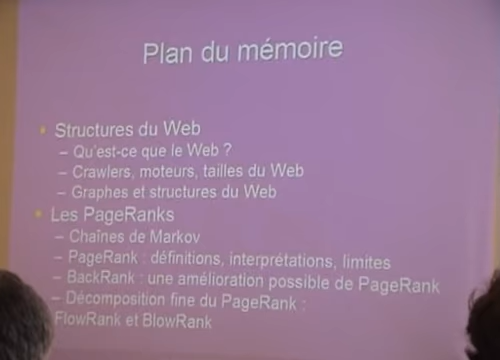 Plan du mémoire
• Structures du Web
– Qu'est-ce que le Web ?
– Crawlers, moteurs, tailles du Web
– Graphes et structures du Web
• Les PageRanks
– Chaînes de Markov
– PageRank : définitions, interprétations, limites
– BackRank : une amélioration possible de PageRank
– Décomposition fine du PageRank :
FlowRank et BlowRank